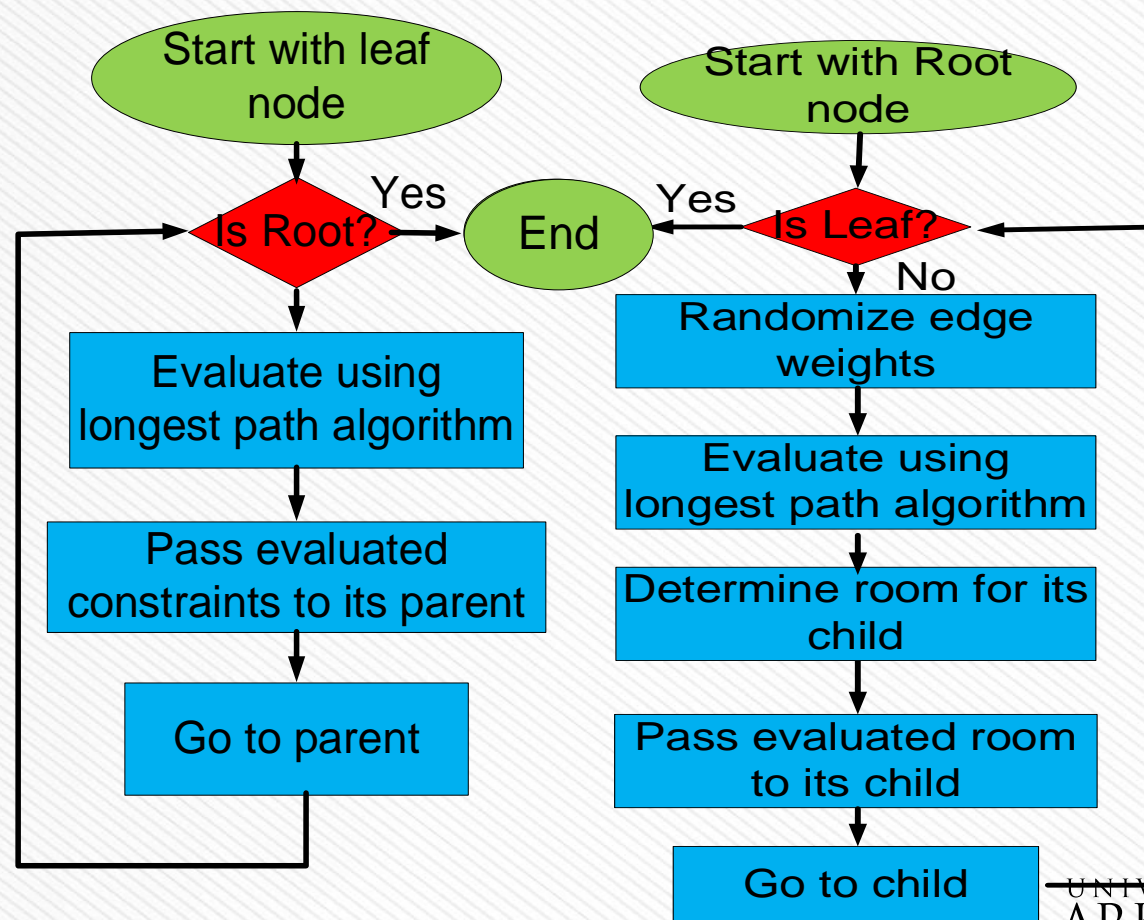 Start with leaf
node
Is Root?
Yes
Evaluate using
longest path algorithm
Pass evaluated
constraints to its parent
Go to parent
End
Start with Root
node
Is Leaf?
Yes
No
Randomize edge
weights
Evaluate using
longest path algorithm
Determine room for its
child
Pass evaluated room
to its child
Go to child